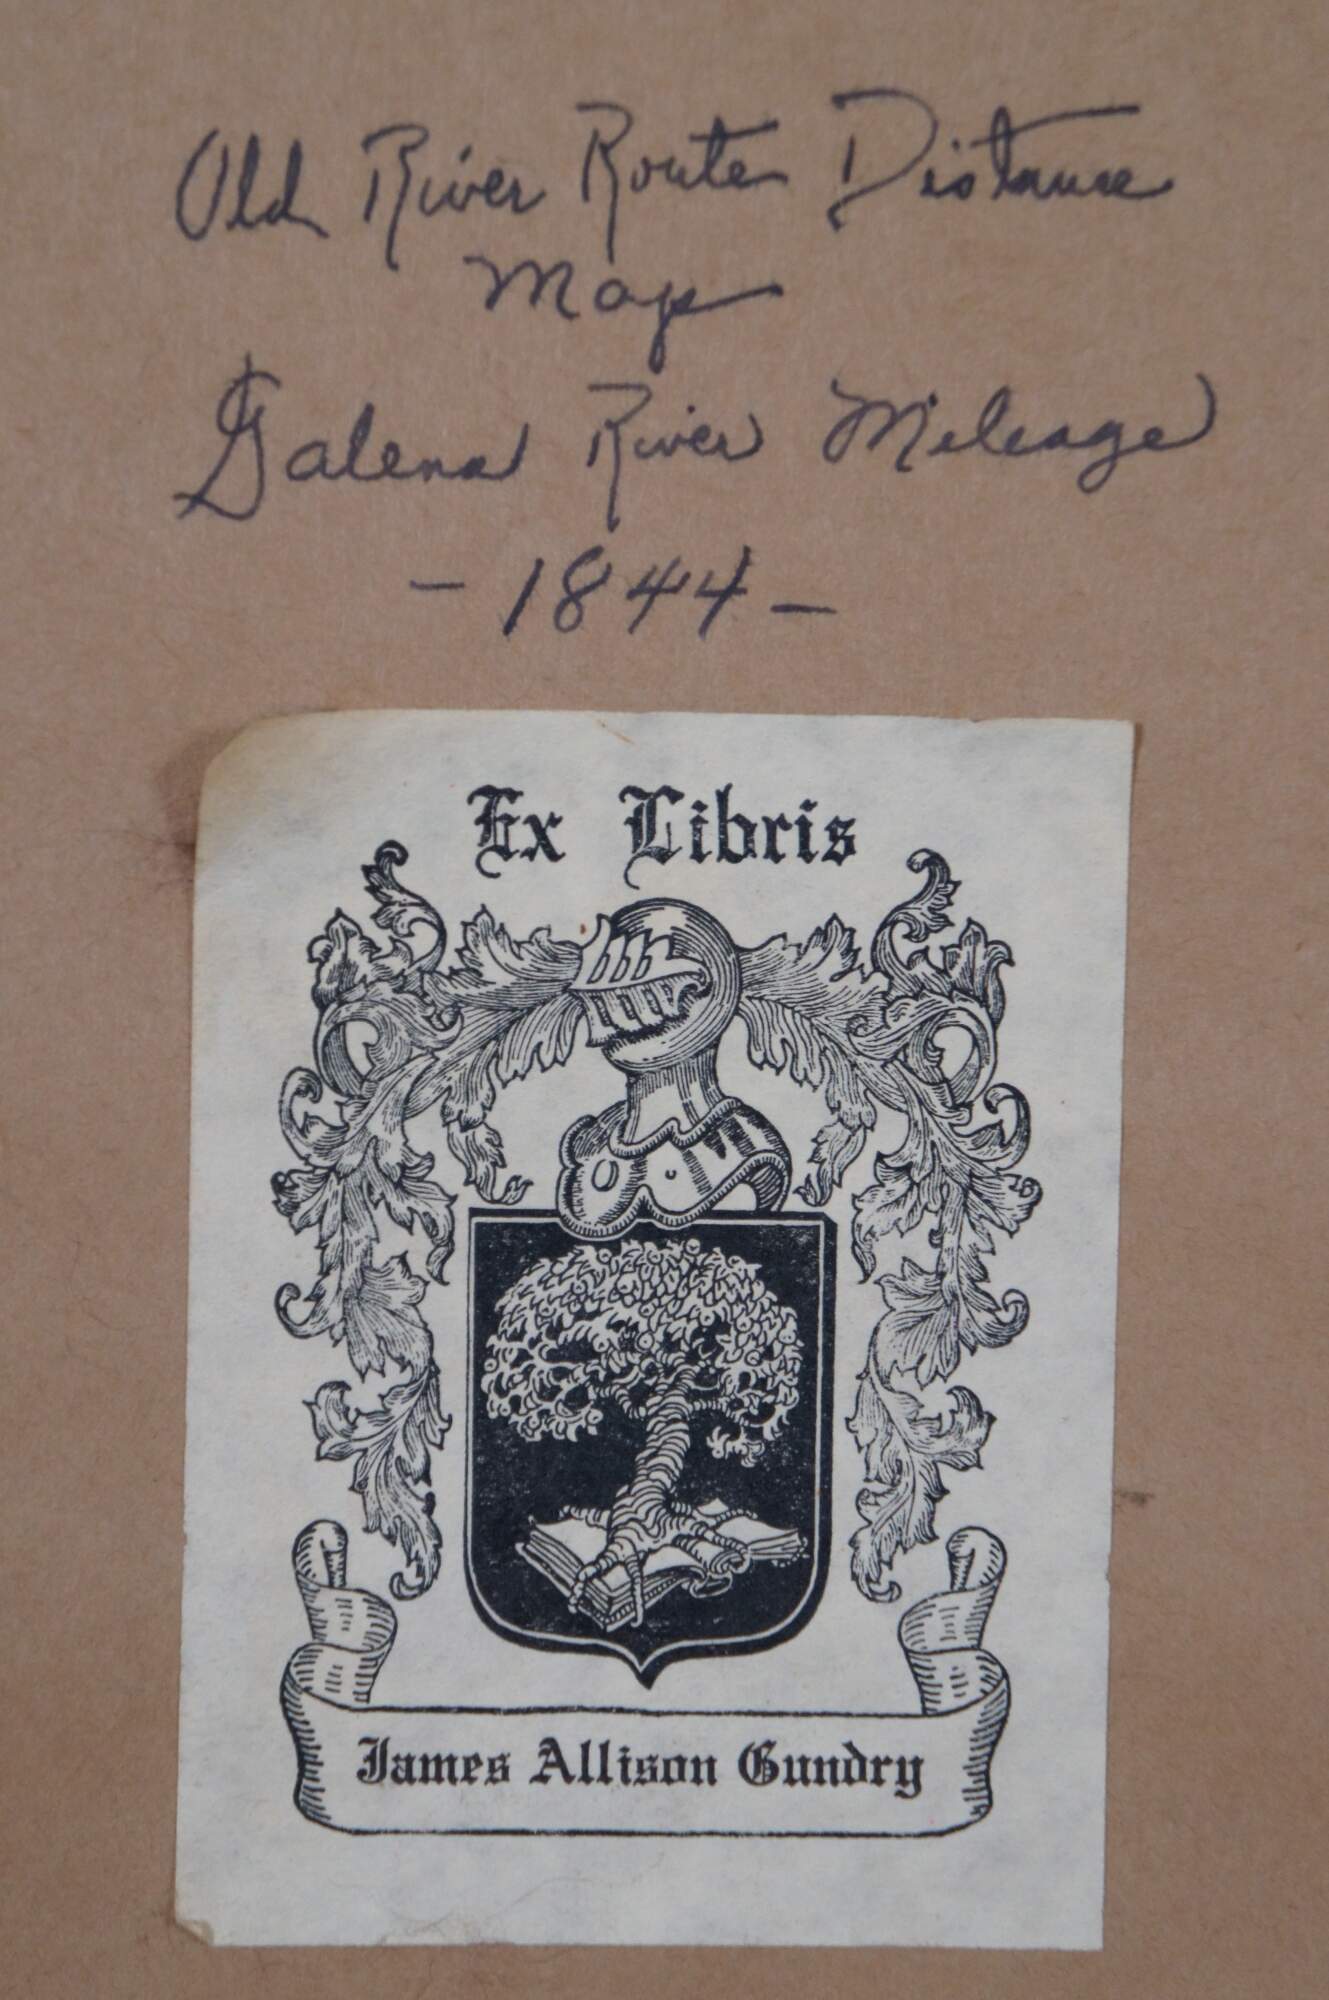 Old River Route Distance
Map
Galena River Mileage
- 1844 -
Ex Libris
James Allison Gundry